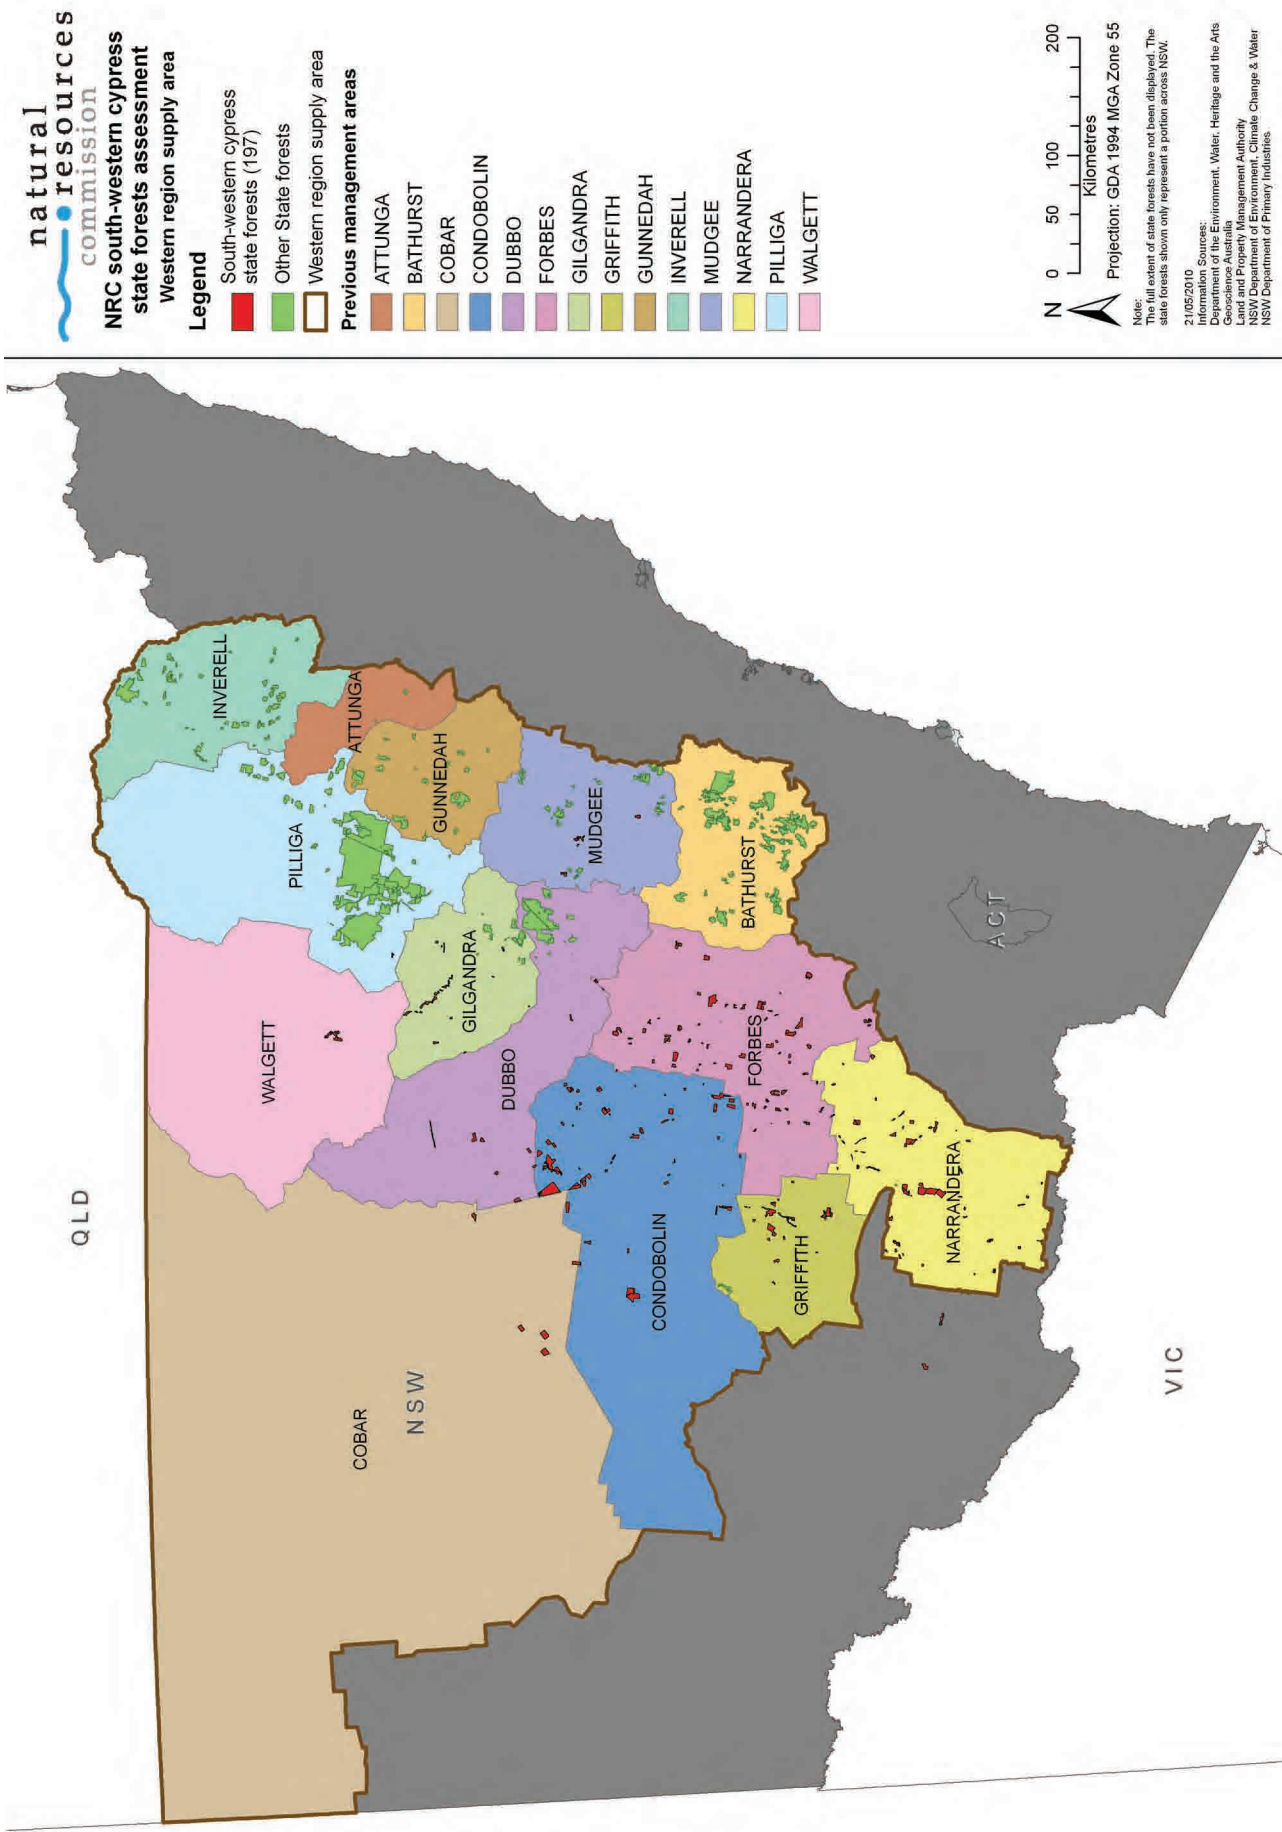 natural
resources
commission
NRC south-western cypress
state forests assessment
Western region supply area
Legend
South-western cypress
state forests (197)
Other State forests
Western region supply area
Previous management areas
ATTUNGA
BATHURST
COBAR
CONDOBOLIN
DUBBO
FORBES
GILGANDRA
GRIFFITH
GUNNEDAH
INVERELL
MUDGEE
NARRANDERA
PILLIGA
WALGETT
N
0 50 100 200
Kilometres
Projection: GDA 1994 MGA Zone 55
Note:
The full extent of state forests have not been displayed. The
state forests shown only represent a portion across NSW.
21/05/2010
Information Sources:
Department of the Environment, Water, Heritage and the Arts
Geoscience Australia
Land and Property Management Authority
NSW Department of Environment, Climate Change & Water
NSW Department of Primary Industries
QLD
INVERELL
ATTUNGA
PILLIGA
GUNNEDAH
WALGETT
GILGANDRA
MUDGEE
DUBBO
BATHURST
COBAR
NSW
FORBES
CONDOBOLIN
GRIFFITH
NARRANDERA
ACT
VIC